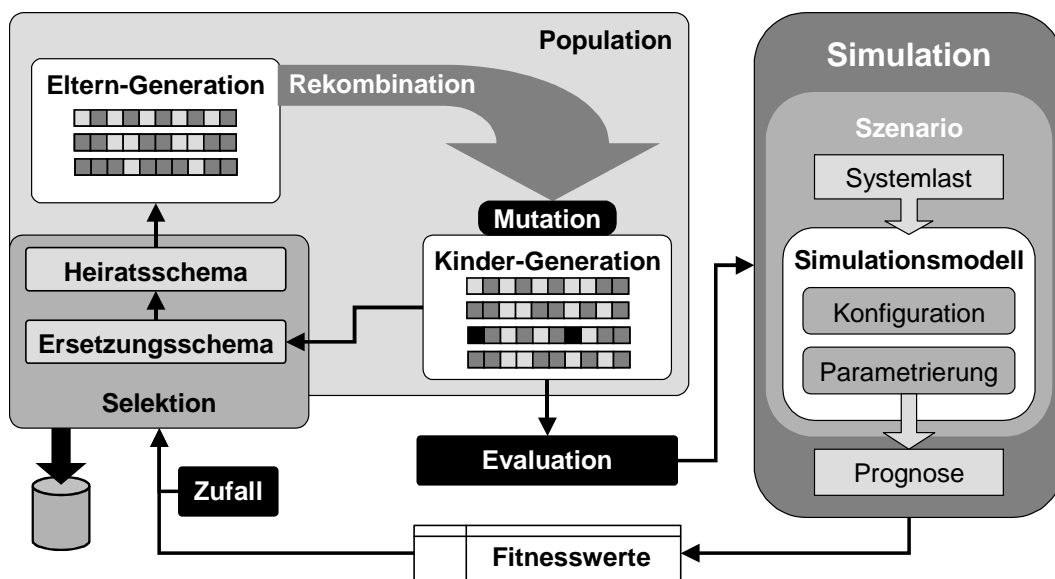 Population
Eltern-Generation
Rekombination
Mutation
Kinder-Generation
Heiratsschema
Ersetzungsschema
Selektion
Zufall
Evaluation
Fitnesswerte
Simulation
Szenario
Systemlast
Simulationsmodell
Konfiguration
Parametrierung
Prognose